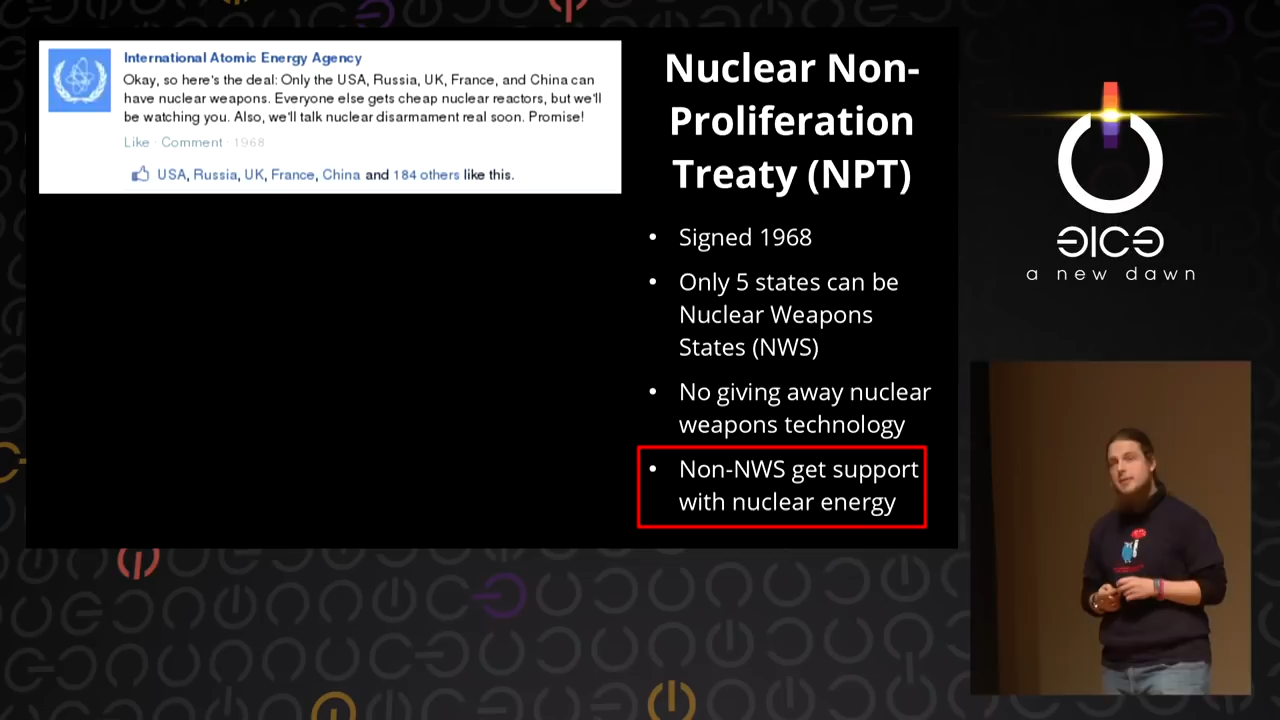 International Atomic Energy Agency
Okay, so here's the deal: Only the USA, Russia, UK, France, and China can
have nuclear weapons. Everyone else gets cheap nuclear reactors, but we'll
be watching you. Also, we'll talk nuclear disarmament real soon. Promise!
Like · Comment · 1968
USA, Russia, UK, France, China and 184 others like this.
Nuclear Non-
Proliferation
Treaty (NPT)
• Signed 1968
• Only 5 states can be
Nuclear Weapons
States (NWS)
• No giving away nuclear
weapons technology
• Non-NWS get support
with nuclear energy
a new dawn